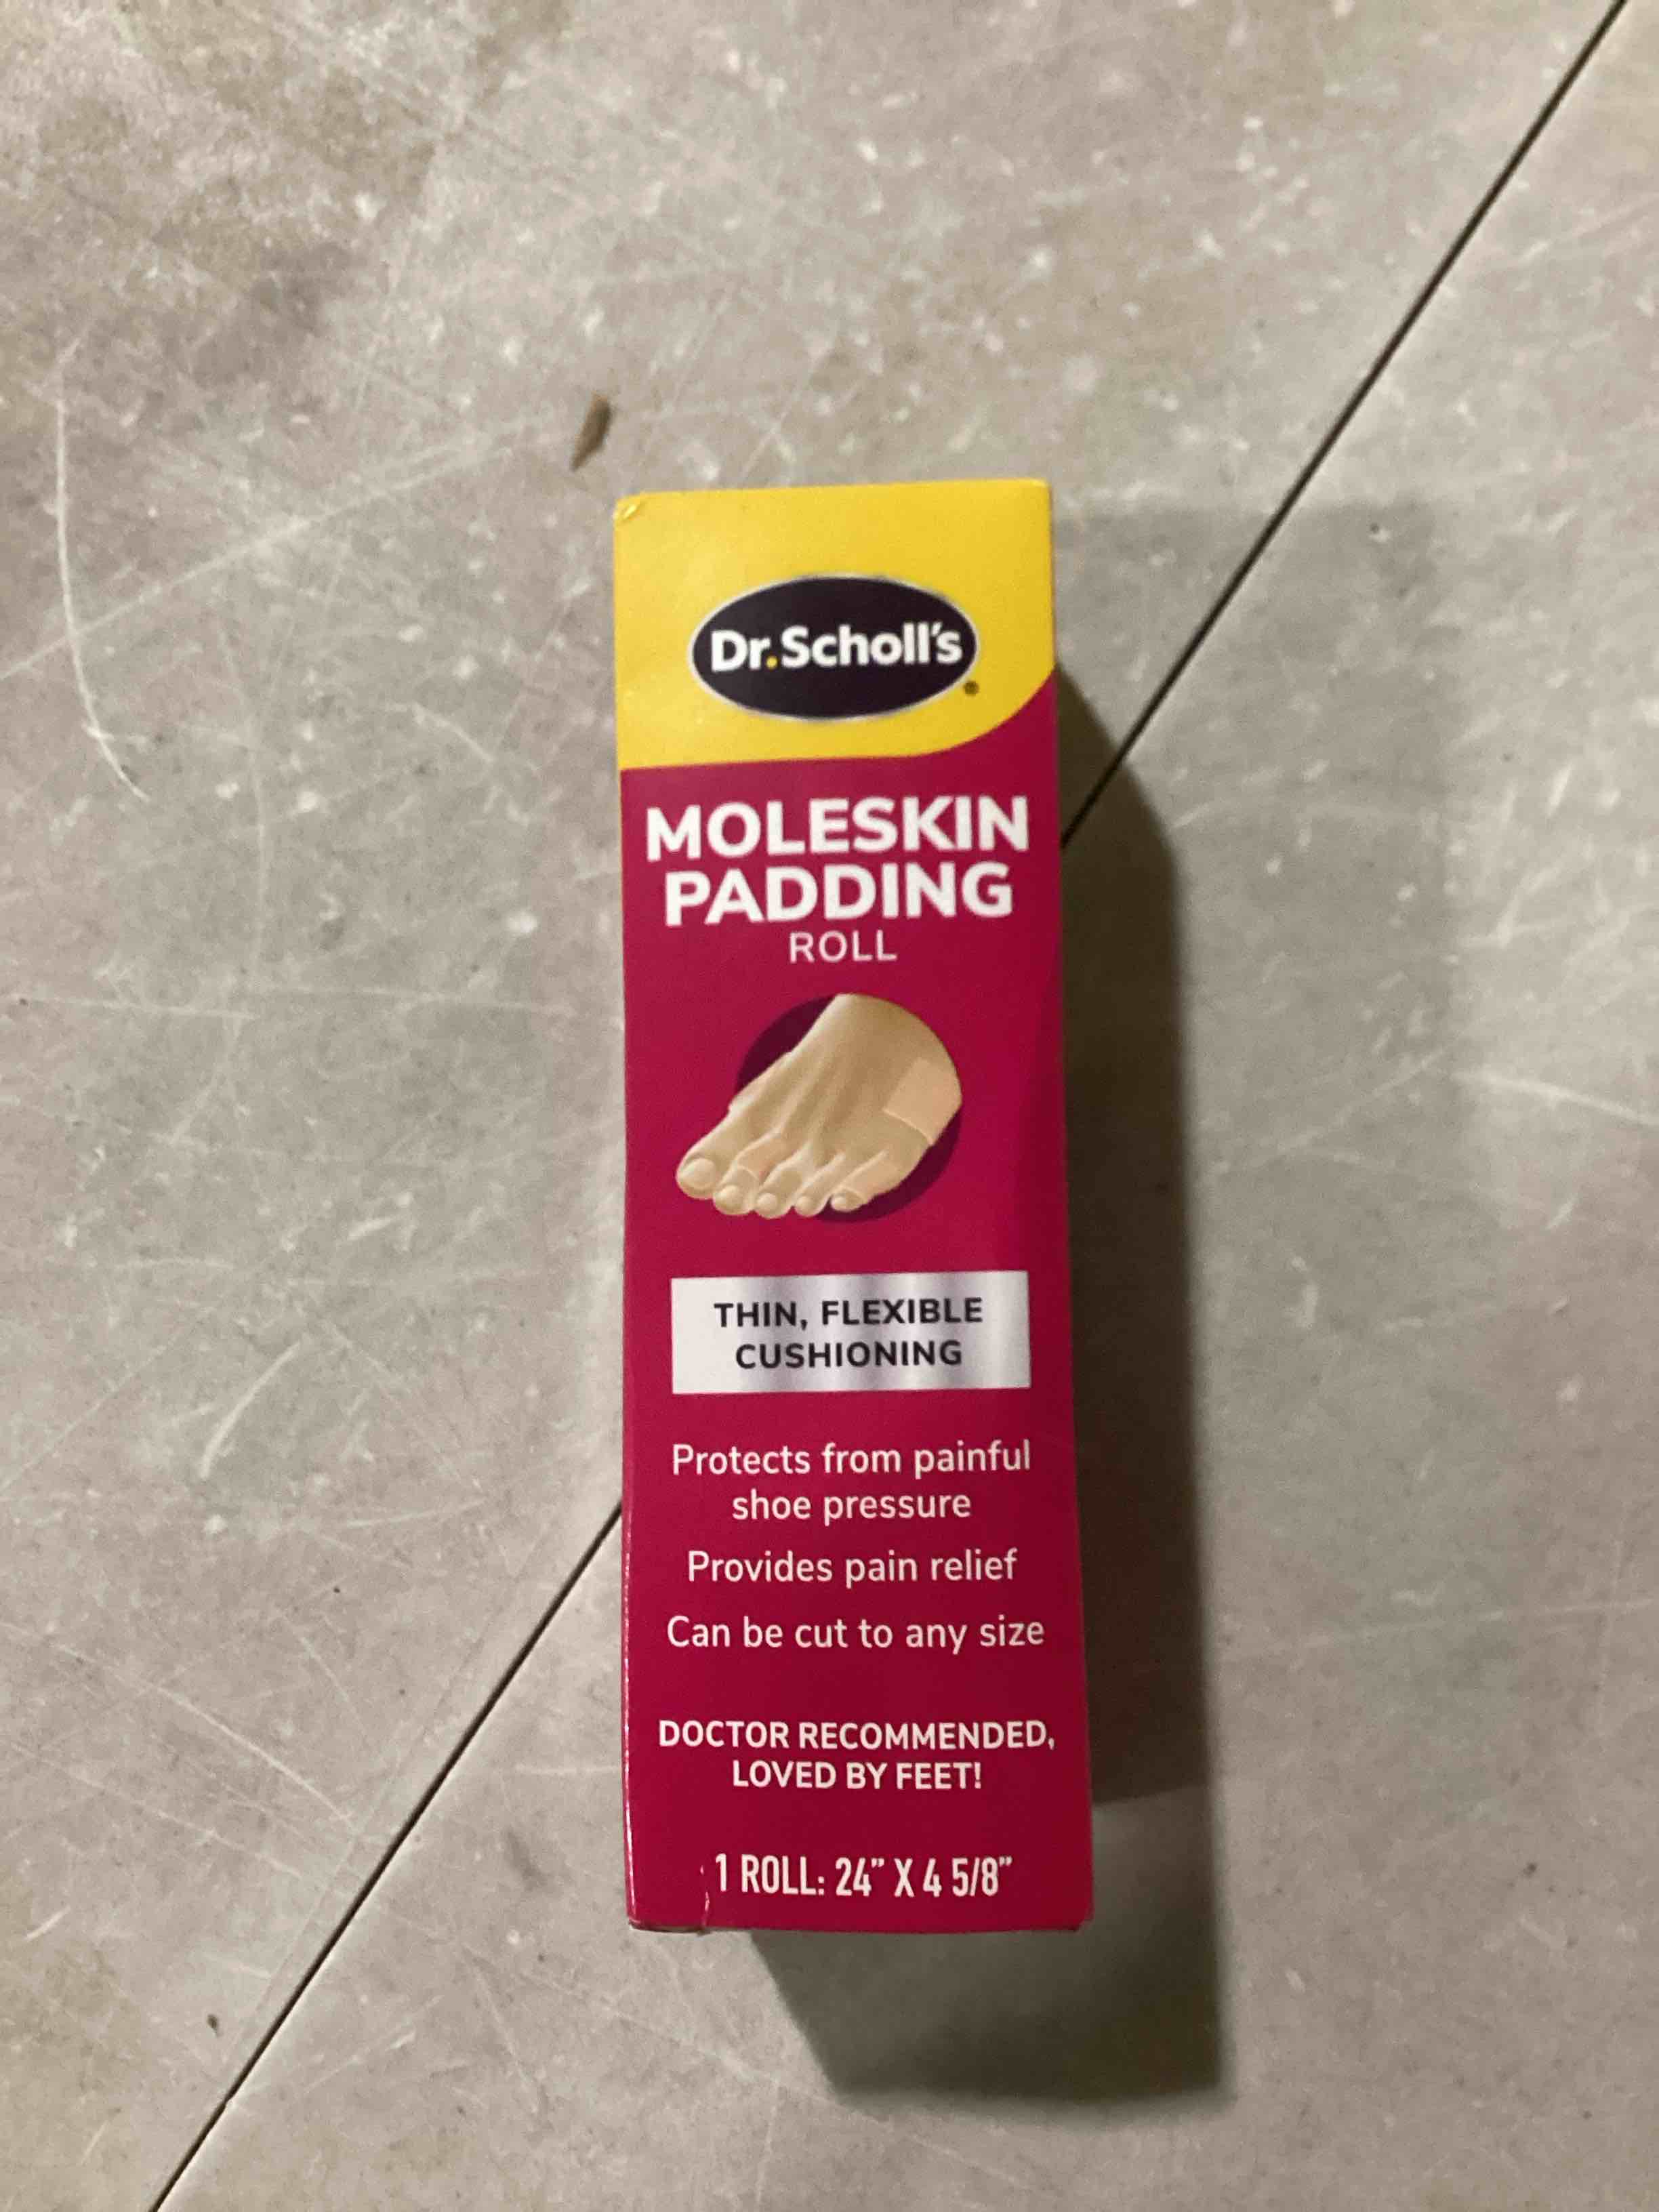 Dr.Scholl's®
MOLESKIN
PADDING
ROLL
THIN, FLEXIBLE
CUSHIONING
Protects from painful
shoe pressure
Provides pain relief
Can be cut to any size
DOCTOR RECOMMENDED,
LOVED BY FEET!
1 ROLL: 24" X 4 5/8"